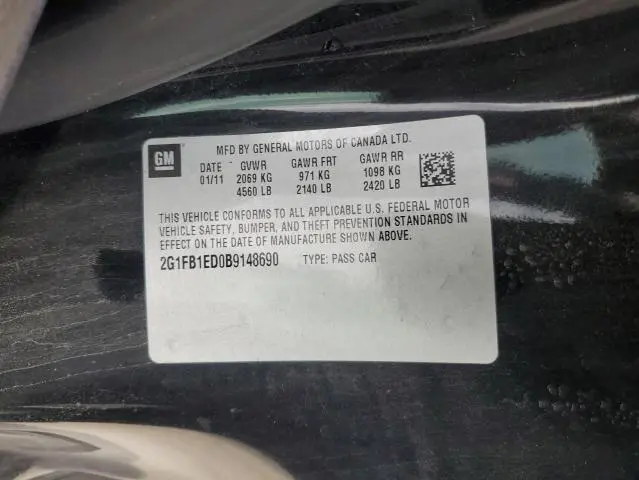 GM
MFD BY GENERAL MOTORS OF CANADA LTD.
DATE GVWR GAWR FRT GAWR RR
01/11 2069 KG 971 KG 1098 KG
4560 LB 2140 LB 2420 LB
THIS VEHICLE CONFORMS TO ALL APPLICABLE U.S. FEDERAL MOTOR
VEHICLE SAFETY, BUMPER, AND THEFT PREVENTION STANDARDS IN
EFFECT ON THE DATE OF MANUFACTURE SHOWN ABOVE.
2G1FB1ED0B9148690 TYPE: PASS CAR